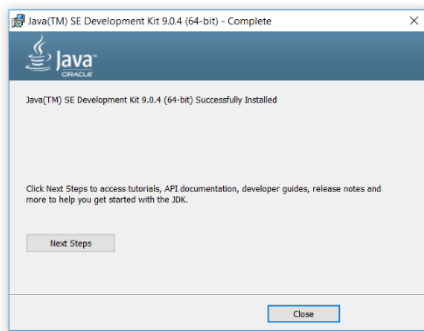 Java(TM) SE Development Kit 9.0.4 (64-bit) - Complete
Java
ORACLE
Java(TM) SE Development Kit 9.0.4 (64-bit) Successfully Installed
Click Next Steps to access tutorials, API documentation, developer guides, release notes and
more to help you get started with the JDK.
Next Steps
Close